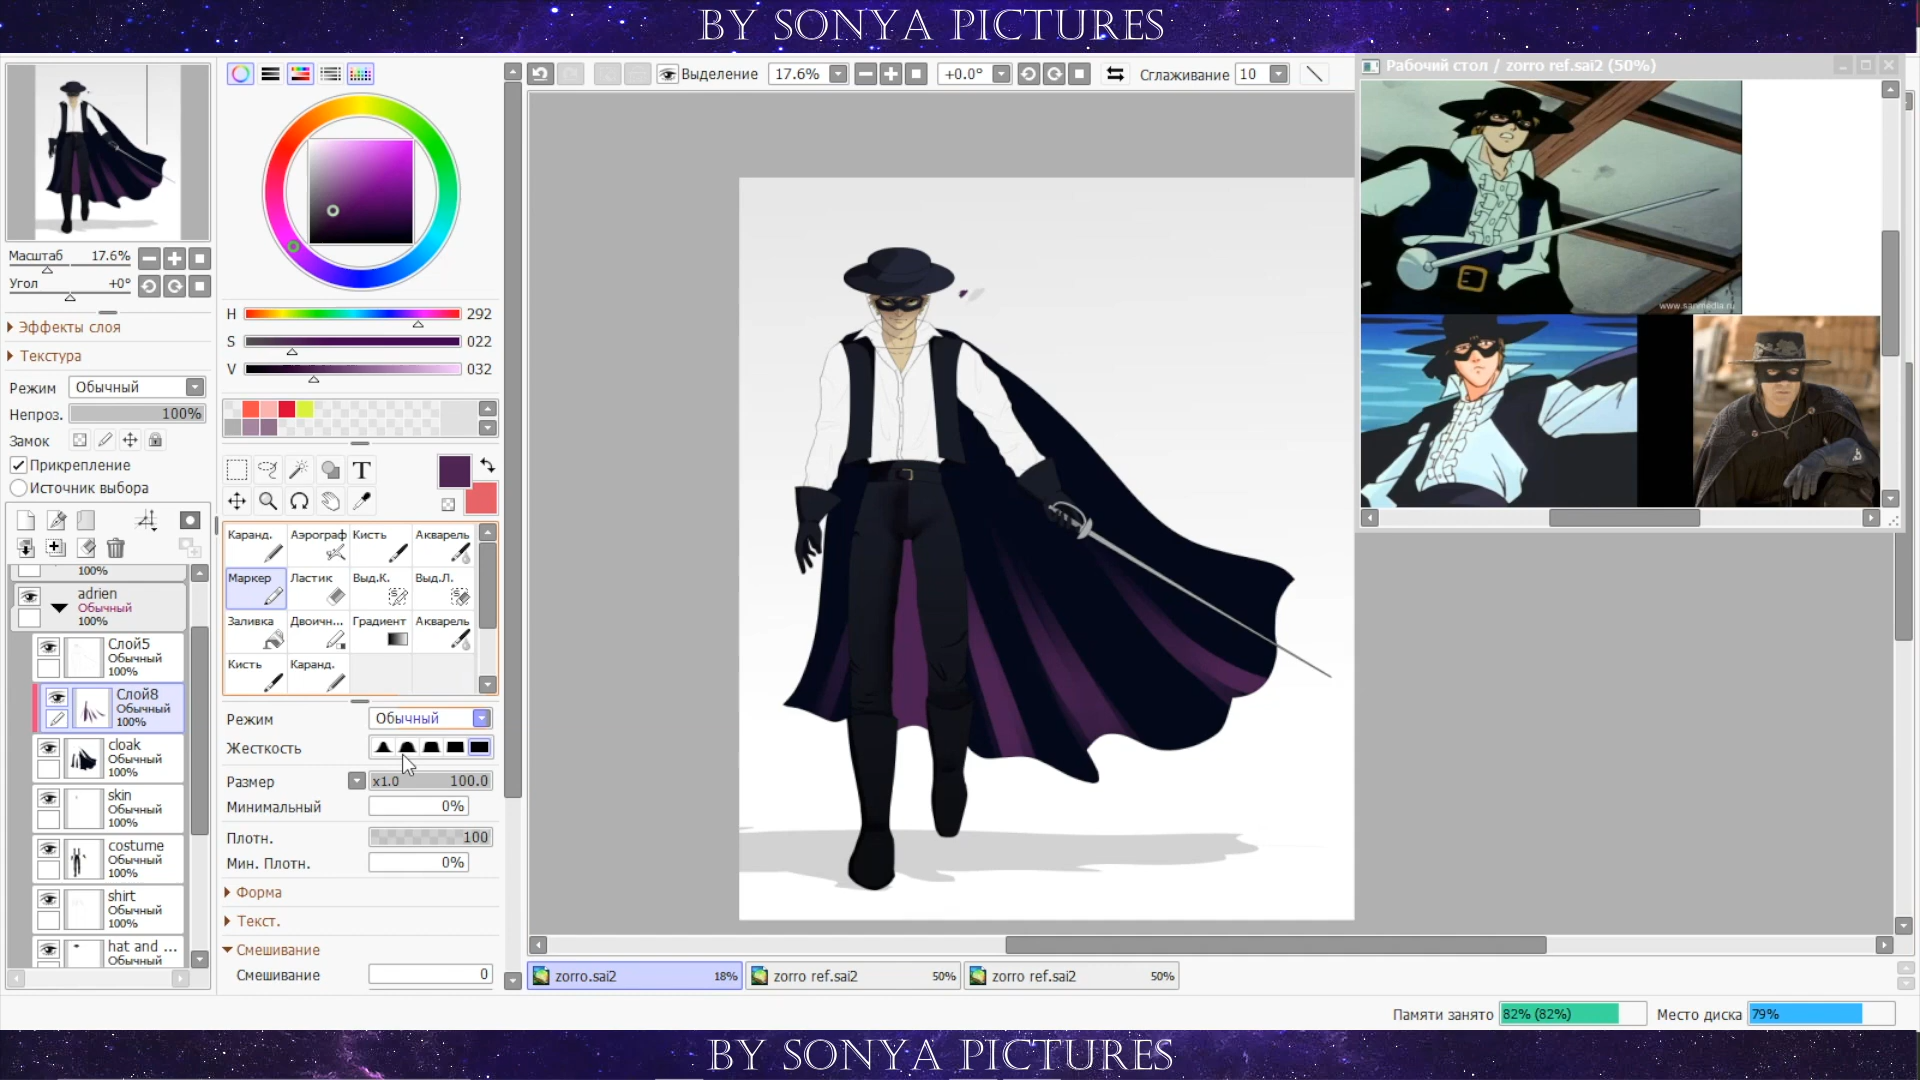 BY SONYA PICTURES
Выделение
17.6%
+0.0°
Сглаживание
10
Рабочий стол / zorro ref.sai2 (50%)
Масштаб
17.6%
Угол
+0°
Эффекты слоя
Текстура
Режим
Обычный
Непроз.
100%
Замок
Прикрепление
Источник выбора
100%
adrien
Обычный
100%
Слой5
Обычный
100%
Слой8
Обычный
100%
cloak
Обычный
100%
skin
Обычный
100%
costume
Обычный
100%
shirt
Обычный
100%
hat and ...
Обычный
H
292
S
022
V
032
T
Каранд.
Аэрограф
Кисть
Акварель
Маркер
Ластик
Выд.К.
Выд.Л.
Заливка
Двоичн...
Градиент
Акварель
Кисть
Каранд.
Режим
Обычный
Жесткость
Размер
x1.0
100.0
Минимальный
0%
Плотн.
100
Мин. Плотн.
0%
Форма
Текст.
Смешивание
Смешивание
0
zorro.sai2
18%
zorro ref.sai2
50%
zorro ref.sai2
50%
Памяти занято
82% (82%)
Место диска
79%
BY SONYA PICTURES